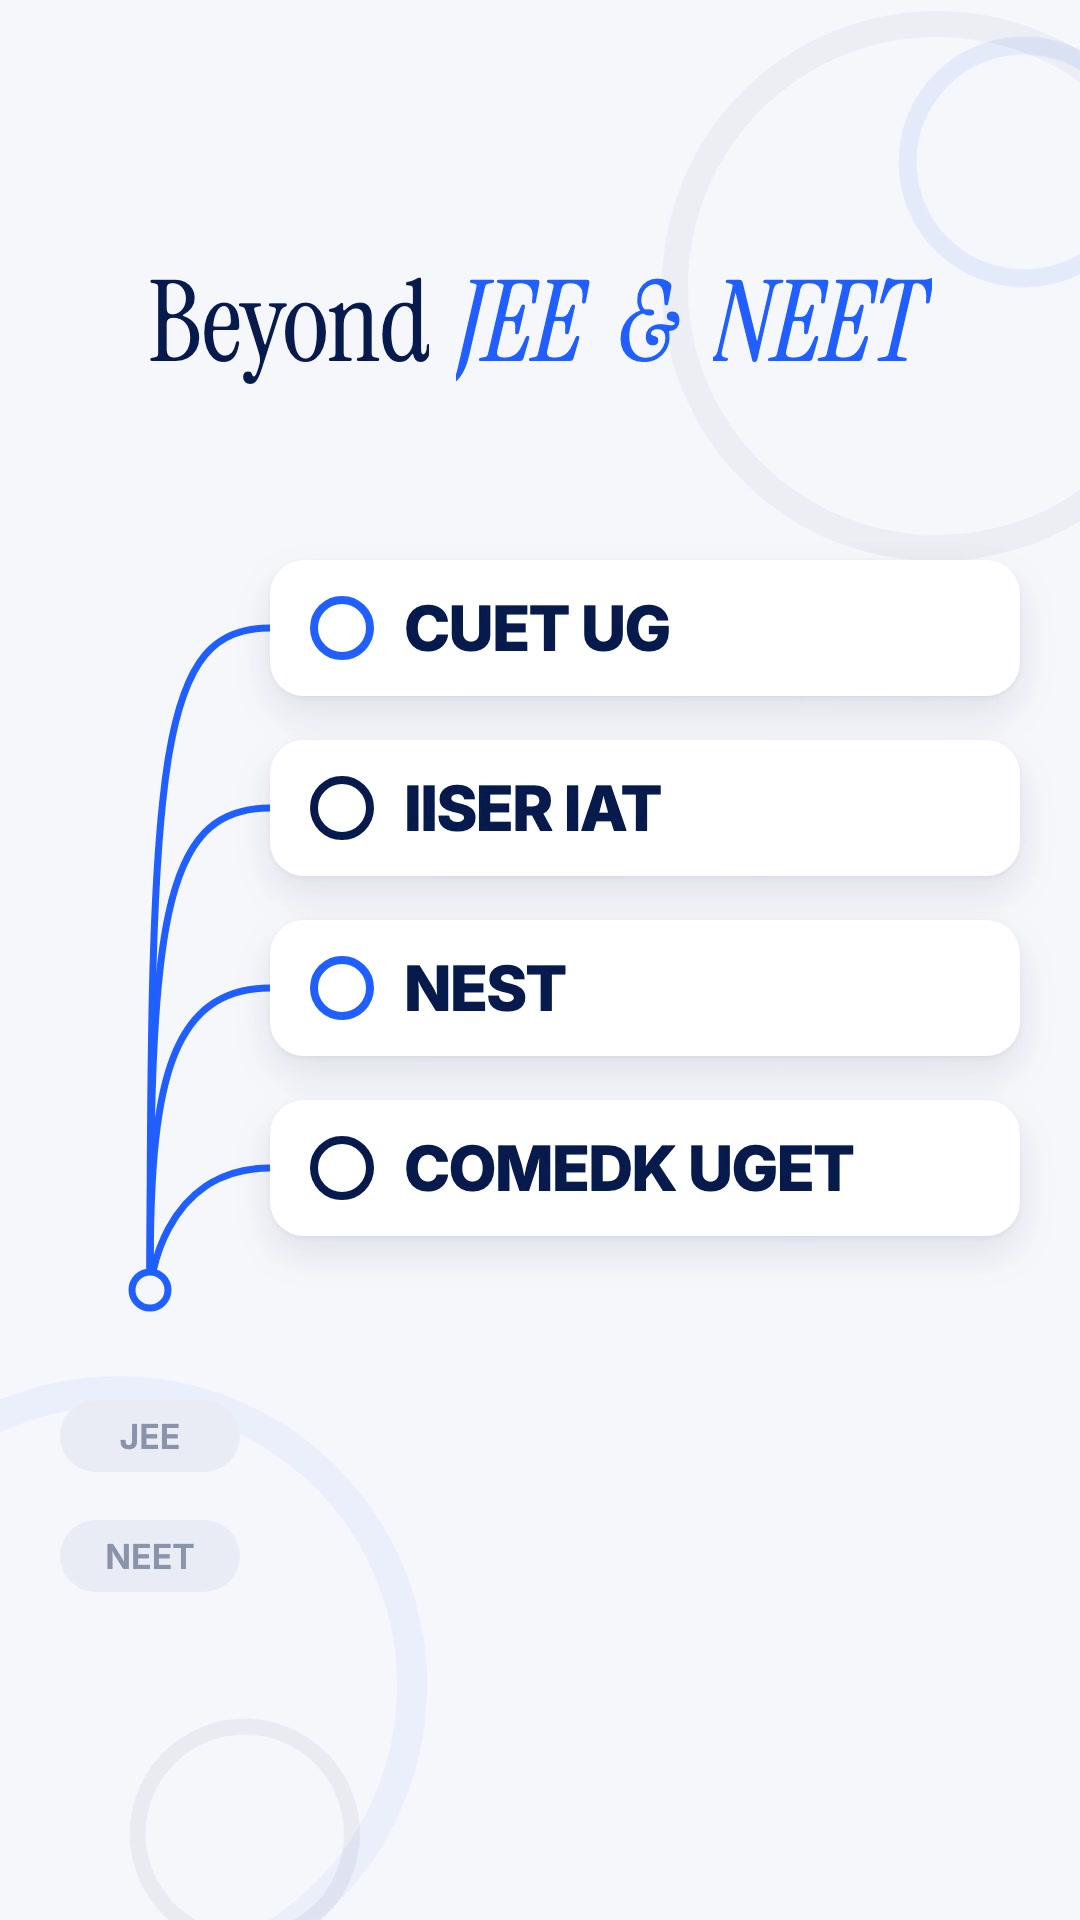 Beyond JEE & NEET
CUET UG
IISER IAT
NEST
COMEDK UGET
JEE
NEET